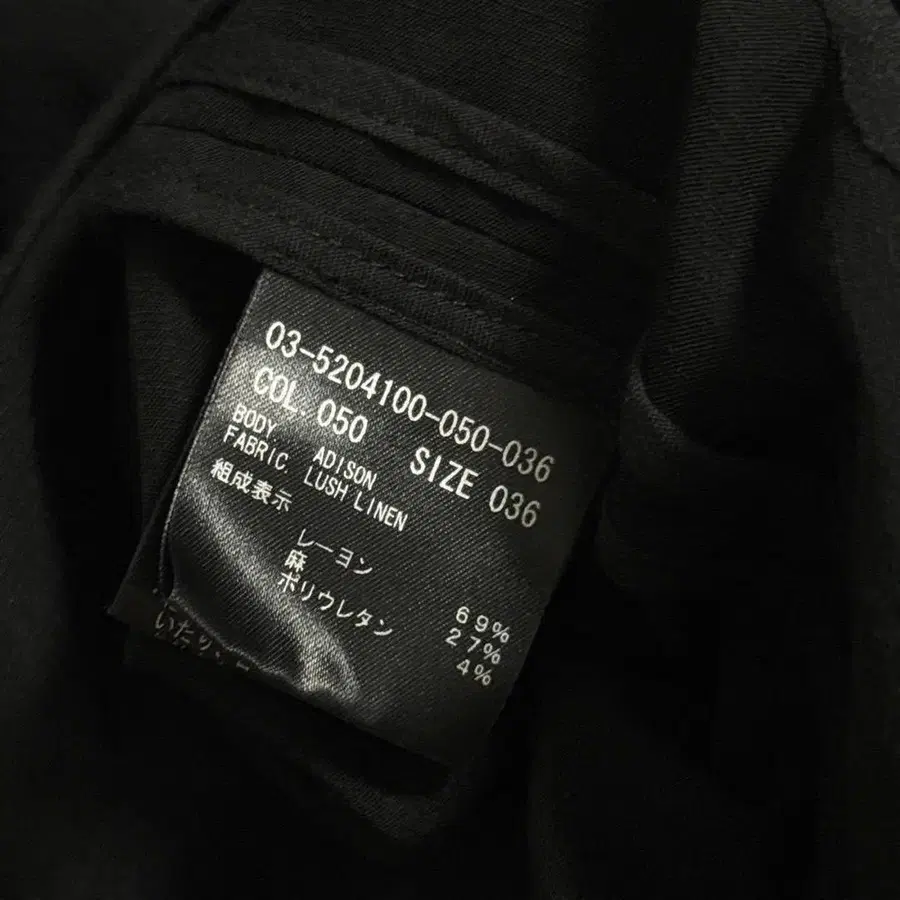 03-5204100-050-036
COL. 050 SIZE 036
BODY ADISON
FABRIC LUSH LINEN
組成表示
レーヨン 69%
麻 27%
ポリウレタン 4%